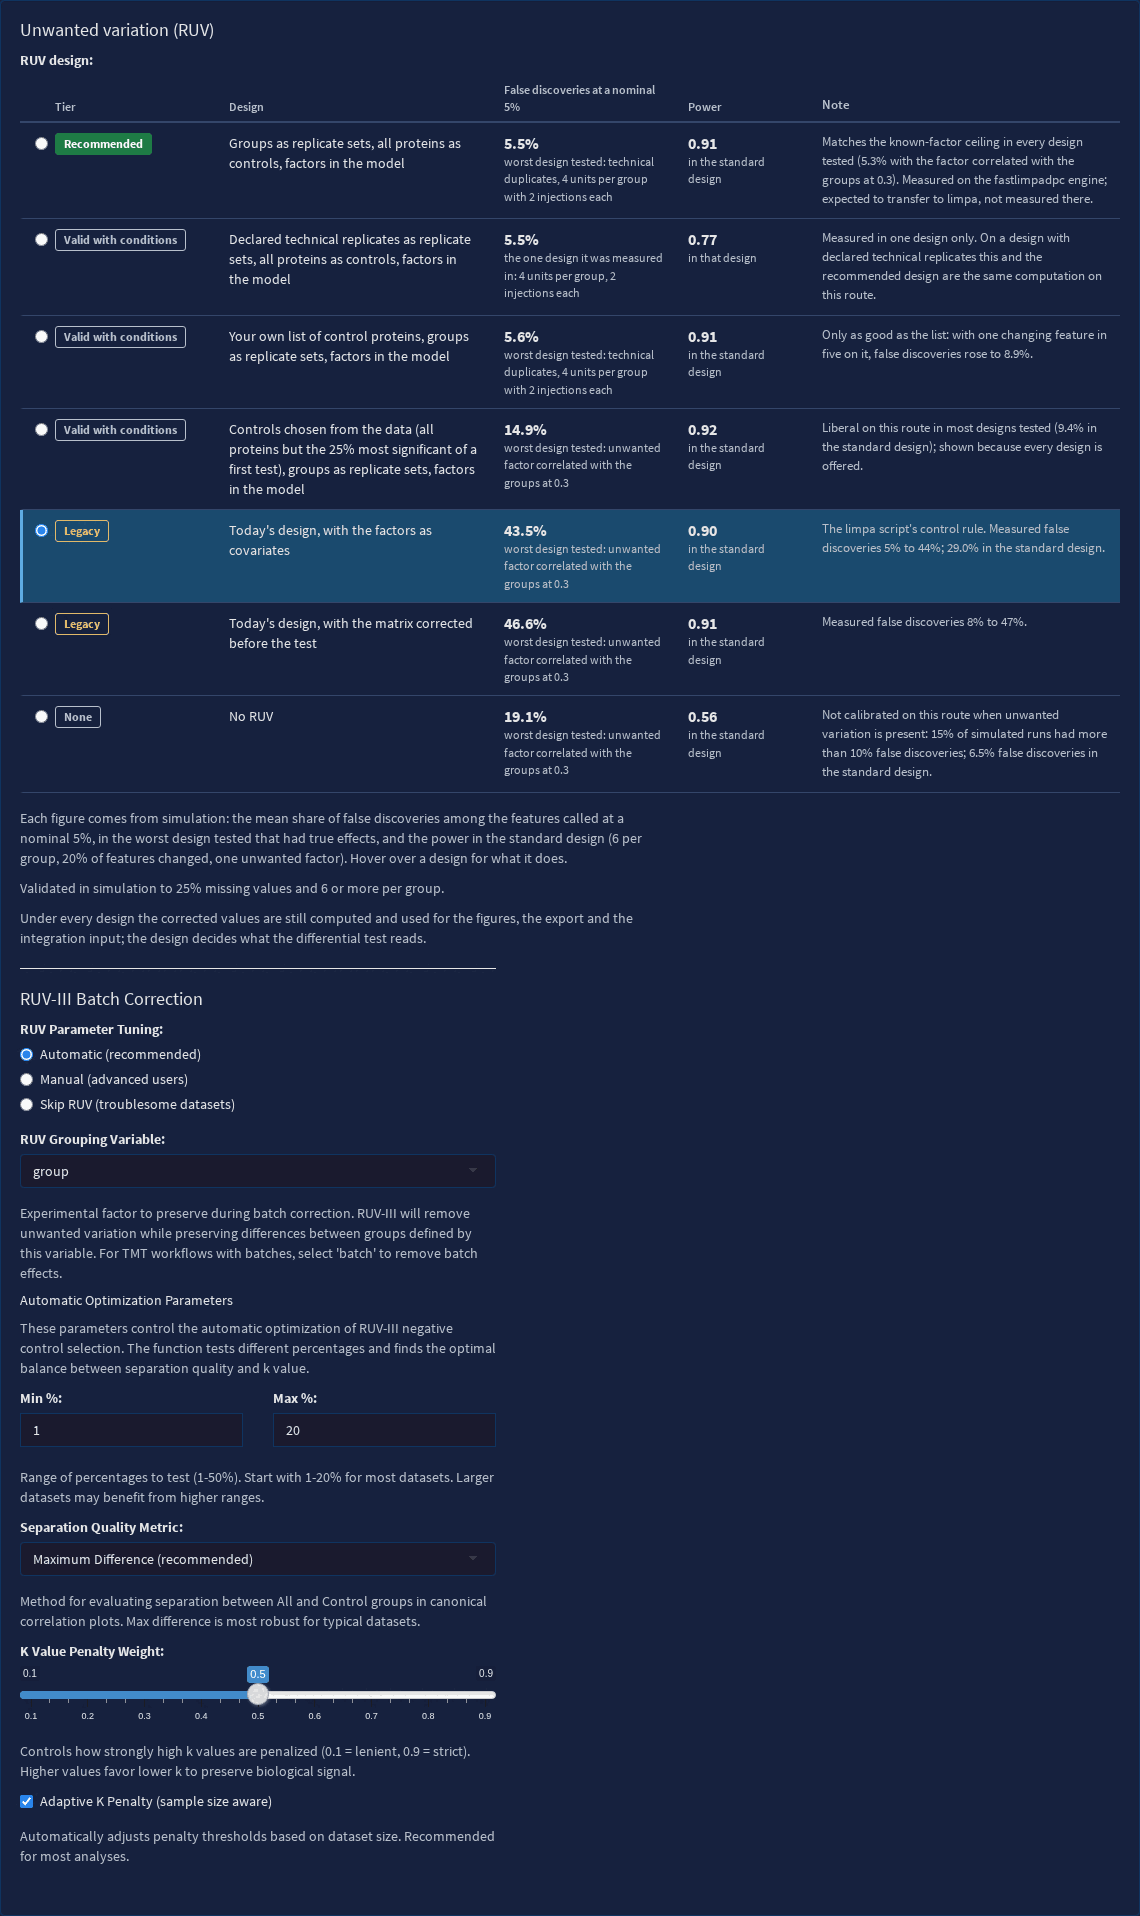 Unwanted variation (RUV)
RUV design:
Tier
Design
False discoveries at a nominal
5%
Power
Note
Recommended
Groups as replicate sets, all proteins as
controls, factors in the model
5.5%
worst design tested: technical
duplicates, 4 units per group
with 2 injections each
0.91
in the standard
design
Matches the known-factor ceiling in every design
tested (5.3% with the factor correlated with the
groups at 0.3). Measured on the fastlimpadpc engine;
expected to transfer to limpa, not measured there.
Valid with conditions
Declared technical replicates as replicate
sets, all proteins as controls, factors in
the model
5.5%
the one design it was measured
in: 4 units per group, 2
injections each
0.77
in that design
Measured in one design only. On a design with
declared technical replicates this and the
recommended design are the same computation on
this route.
Valid with conditions
Your own list of control proteins, groups
as replicate sets, factors in the model
5.6%
worst design tested: technical
duplicates, 4 units per group
with 2 injections each
0.91
in the standard
design
Only as good as the list: with one changing feature in
five on it, false discoveries rose to 8.9%.
Valid with conditions
Controls chosen from the data (all
proteins but the 25% most significant of a
first test), groups as replicate sets, factors
in the model
14.9%
worst design tested: unwanted
factor correlated with the
groups at 0.3
0.92
in the standard
design
Liberal on this route in most designs tested (9.4% in
the standard design); shown because every design is
offered.
Legacy
Today's design, with the factors as
covariates
43.5%
worst design tested: unwanted
factor correlated with the
groups at 0.3
0.90
in the standard
design
The limpa script's control rule. Measured false
discoveries 5% to 44%; 29.0% in the standard design.
Legacy
Today's design, with the matrix corrected
before the test
46.6%
worst design tested: unwanted
factor correlated with the
groups at 0.3
0.91
in the standard
design
Measured false discoveries 8% to 47%.
None
No RUV
19.1%
worst design tested: unwanted
factor correlated with the
groups at 0.3
0.56
in the standard
design
Not calibrated on this route when unwanted
variation is present: 15% of simulated runs had more
than 10% false discoveries; 6.5% false discoveries in
the standard design.
Each figure comes from simulation: the mean share of false discoveries among the features called at a
nominal 5%, in the worst design tested that had true effects, and the power in the standard design (6 per
group, 20% of features changed, one unwanted factor). Hover over a design for what it does.
Validated in simulation to 25% missing values and 6 or more per group.
Under every design the corrected values are still computed and used for the figures, the export and the
integration input; the design decides what the differential test reads.
RUV-III Batch Correction
RUV Parameter Tuning:
Automatic (recommended)
Manual (advanced users)
Skip RUV (troublesome datasets)
RUV Grouping Variable:
group
Experimental factor to preserve during batch correction. RUV-III will remove
unwanted variation while preserving differences between groups defined by
this variable. For TMT workflows with batches, select 'batch' to remove batch
effects.
Automatic Optimization Parameters
These parameters control the automatic optimization of RUV-III negative
control selection. The function tests different percentages and finds the optimal
balance between separation quality and k value.
Min %:
Max %:
1
20
Range of percentages to test (1-50%). Start with 1-20% for most datasets. Larger
datasets may benefit from higher ranges.
Separation Quality Metric:
Maximum Difference (recommended)
Method for evaluating separation between All and Control groups in canonical
correlation plots. Max difference is most robust for typical datasets.
K Value Penalty Weight:
0.1
0.5
0.9
0.1 0.2 0.3 0.4 0.5 0.6 0.7 0.8 0.9
Controls how strongly high k values are penalized (0.1 = lenient, 0.9 = strict).
Higher values favor lower k to preserve biological signal.
Adaptive K Penalty (sample size aware)
Automatically adjusts penalty thresholds based on dataset size. Recommended
for most analyses.